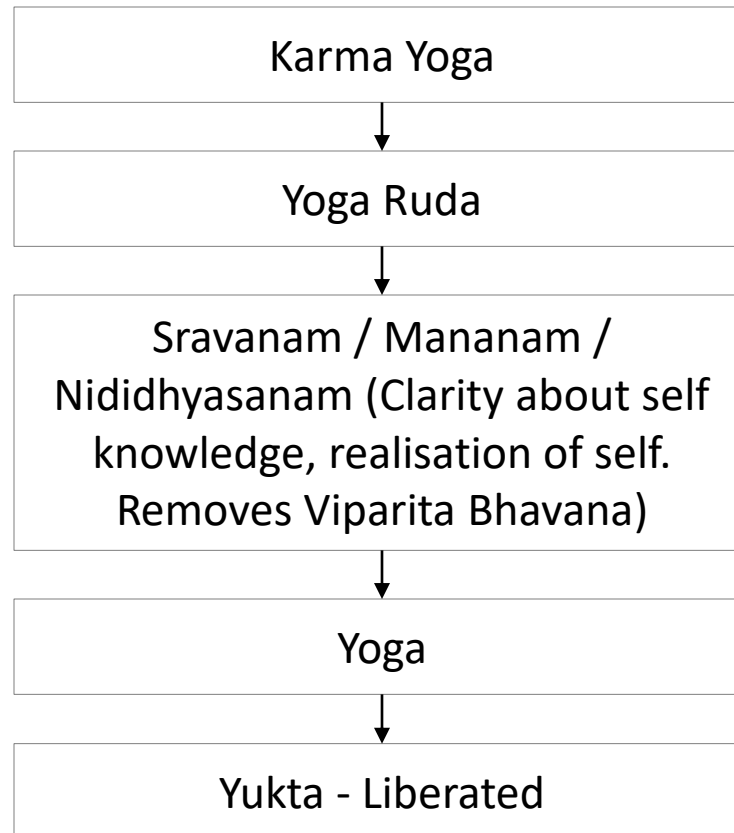 Karma Yoga
Yoga Ruda
Sravanam / Mananam /
Nididhyasanam (Clarity about self
knowledge, realisation of self.
Removes Viparita Bhavana)
Yoga
Yukta - Liberated